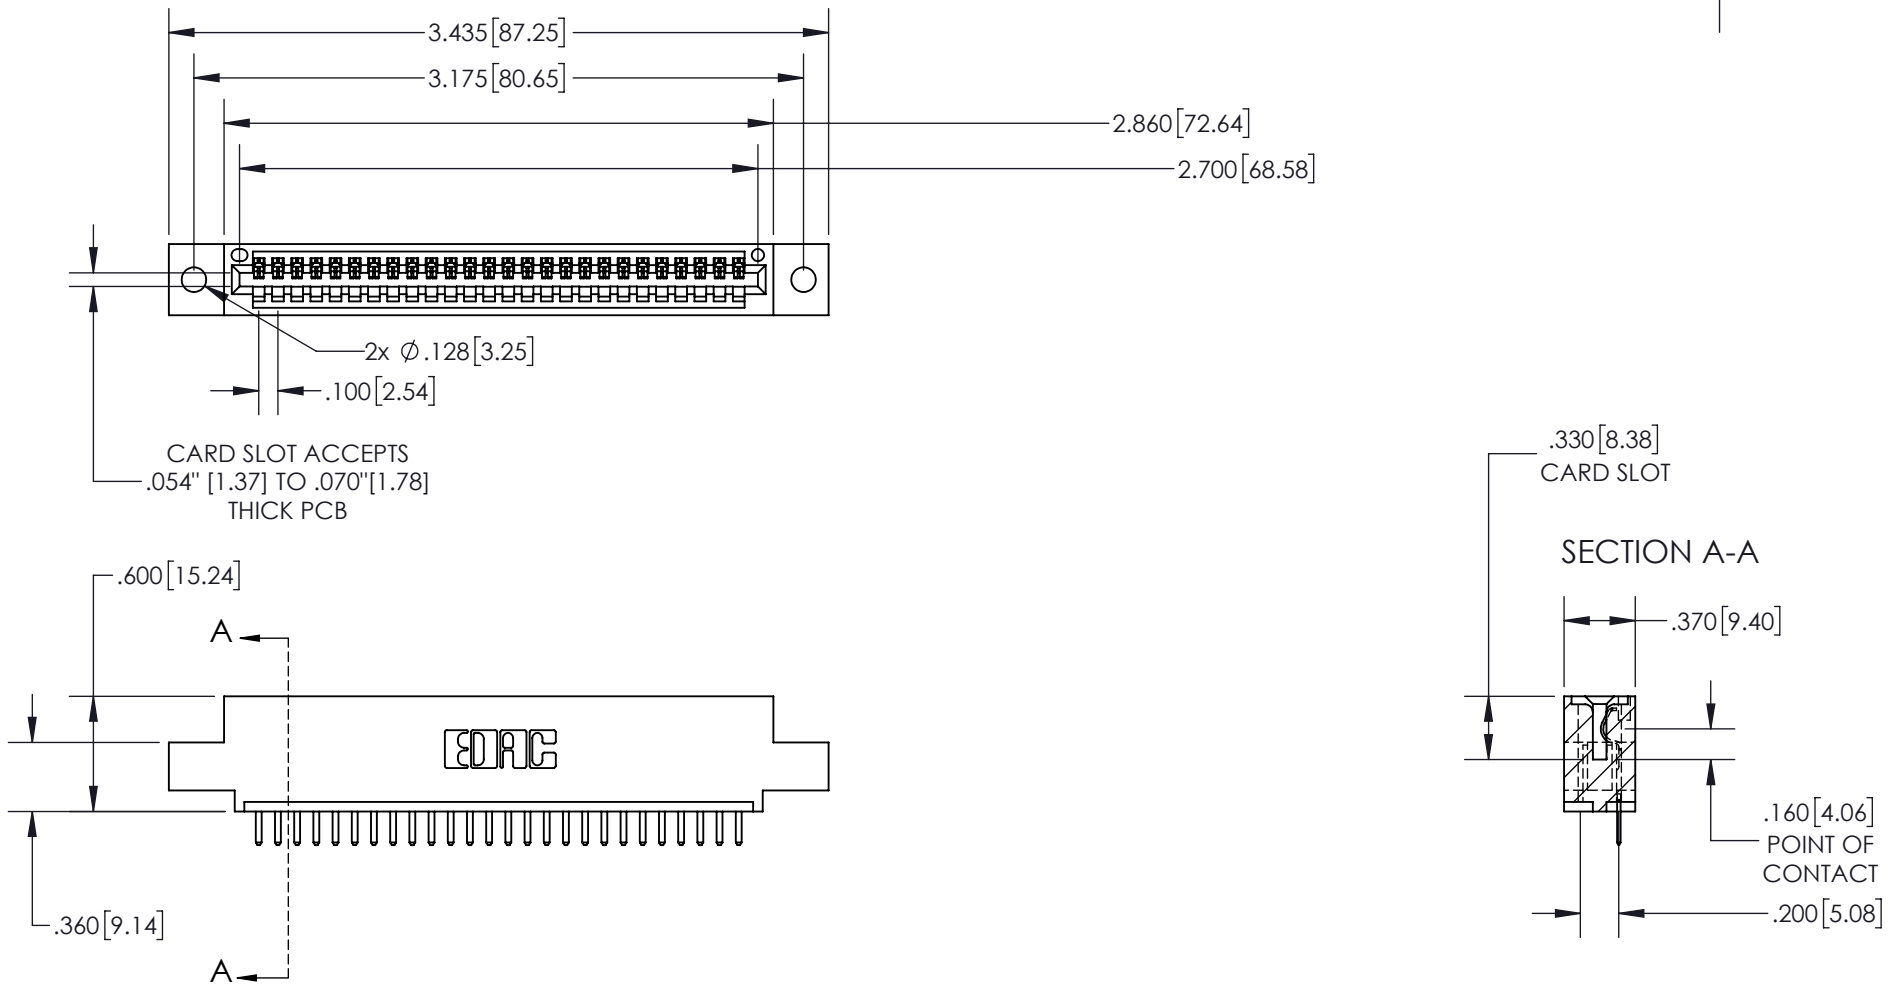 3.435[87.25]
3.175[80.65]
2.860[72.64]
2.700[68.58]
2x ∅.128[3.25]
.100[2.54]
CARD SLOT ACCEPTS
.054" [1.37] TO .070"[1.78]
THICK PCB
.330[8.38]
CARD SLOT
SECTION A-A
.600[15.24]
.370[9.40]
A
EDAC
.160[4.06]
POINT OF
CONTACT
.200[5.08]
.360[9.14]
A